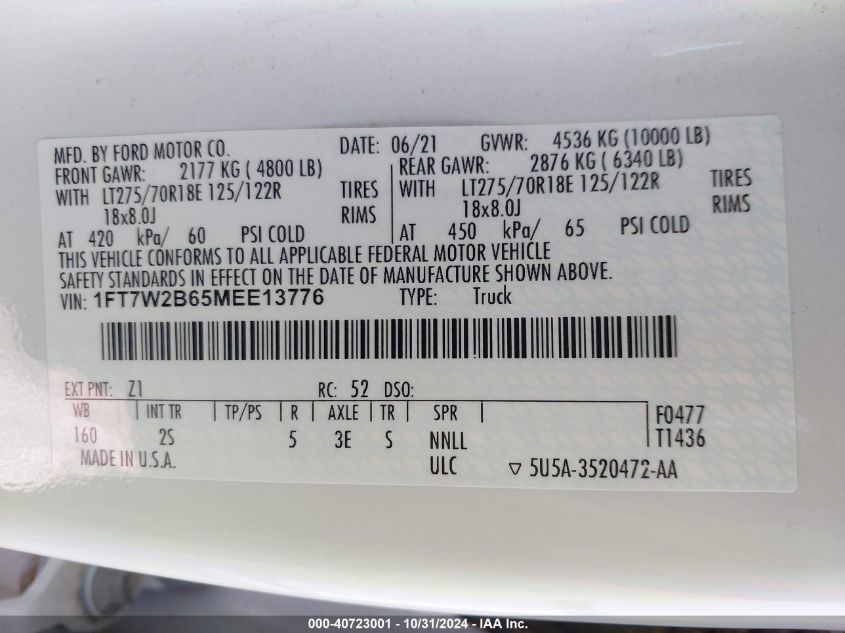 MFD. BY FORD MOTOR CO. DATE: 06/21 GVWR: 4536 KG (10000 LB)
FRONT GAWR: 2177 KG ( 4800 LB) REAR GAWR: 2876 KG ( 6340 LB)
WITH LT275/70R18E 125/122R TIRES WITH LT275/70R18E 125/122R TIRES
18x8.0J RIMS 18x8.0J RIMS
AT 420 kPa/ 60 PSI COLD AT 450 kPa/ 65 PSI COLD
THIS VEHICLE CONFORMS TO ALL APPLICABLE FEDERAL MOTOR VEHICLE
SAFETY STANDARDS IN EFFECT ON THE DATE OF MANUFACTURE SHOWN ABOVE.
VIN: 1FT7W2B65MEE13776 TYPE: Truck
EXT PNT: Z1 RC: 52 DSO:
WB INT TR TP/PS R AXLE TR SPR F0477
160 2S 5 3E S NNLL T1436
MADE IN U.S.A. ULC ▽ 5U5A-3520472-AA
000-40723001 - 10/31/2024 - IAA Inc.